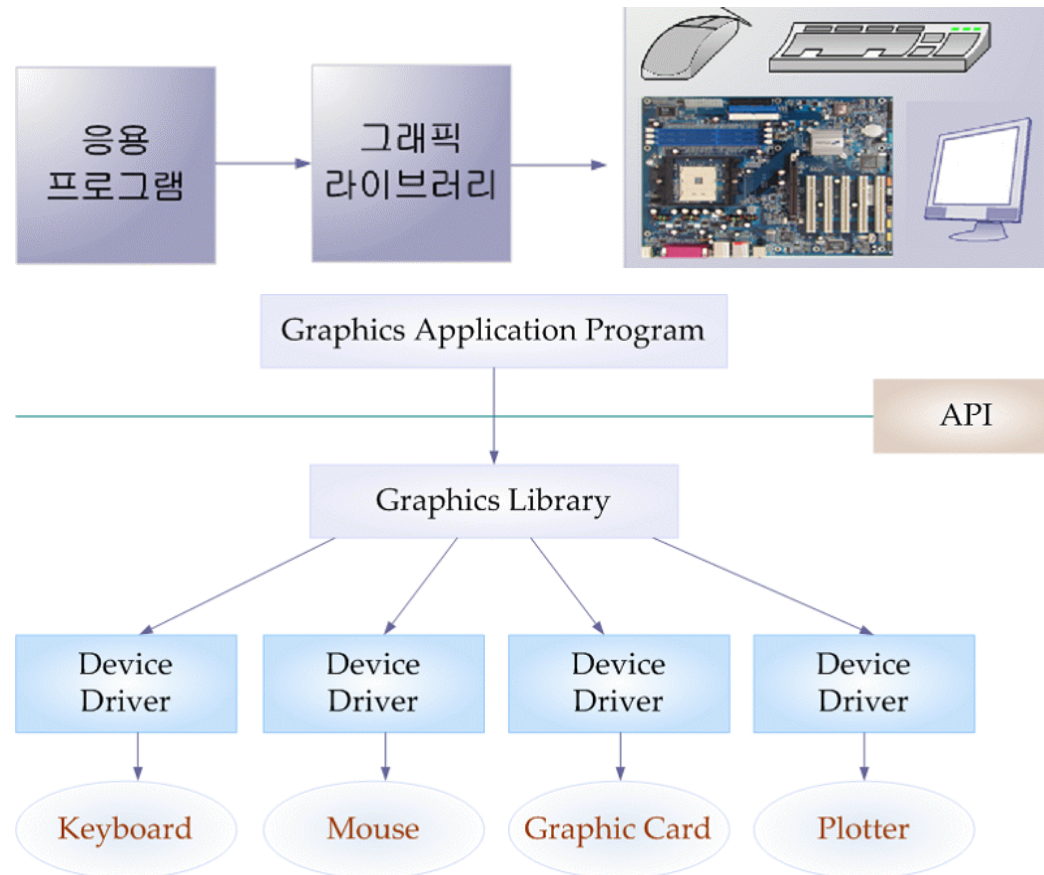 응용
프로그램
그래픽
라이브러리
Graphics Application Program
API
Graphics Library
Device
Driver
Device
Driver
Device
Driver
Device
Driver
Keyboard
Mouse
Graphic Card
Plotter